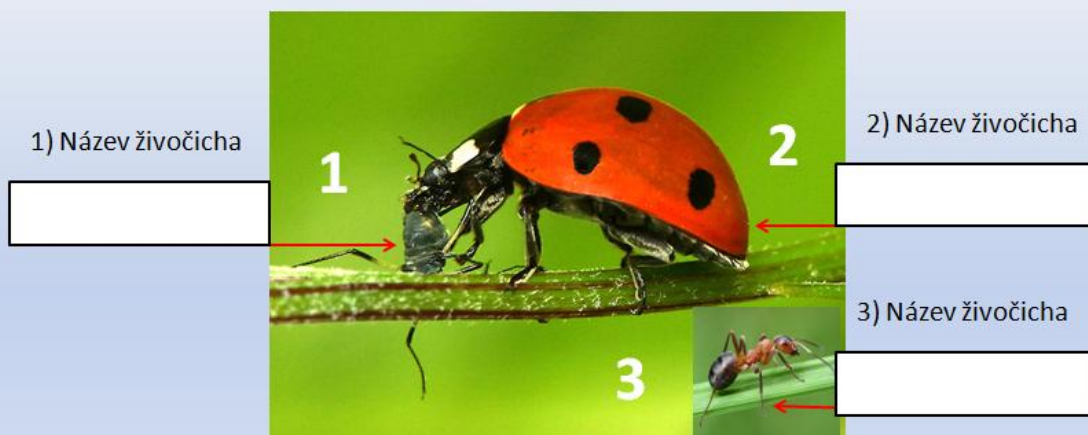 1) Název živočicha
1
2
2) Název živočicha
3) Název živočicha
3